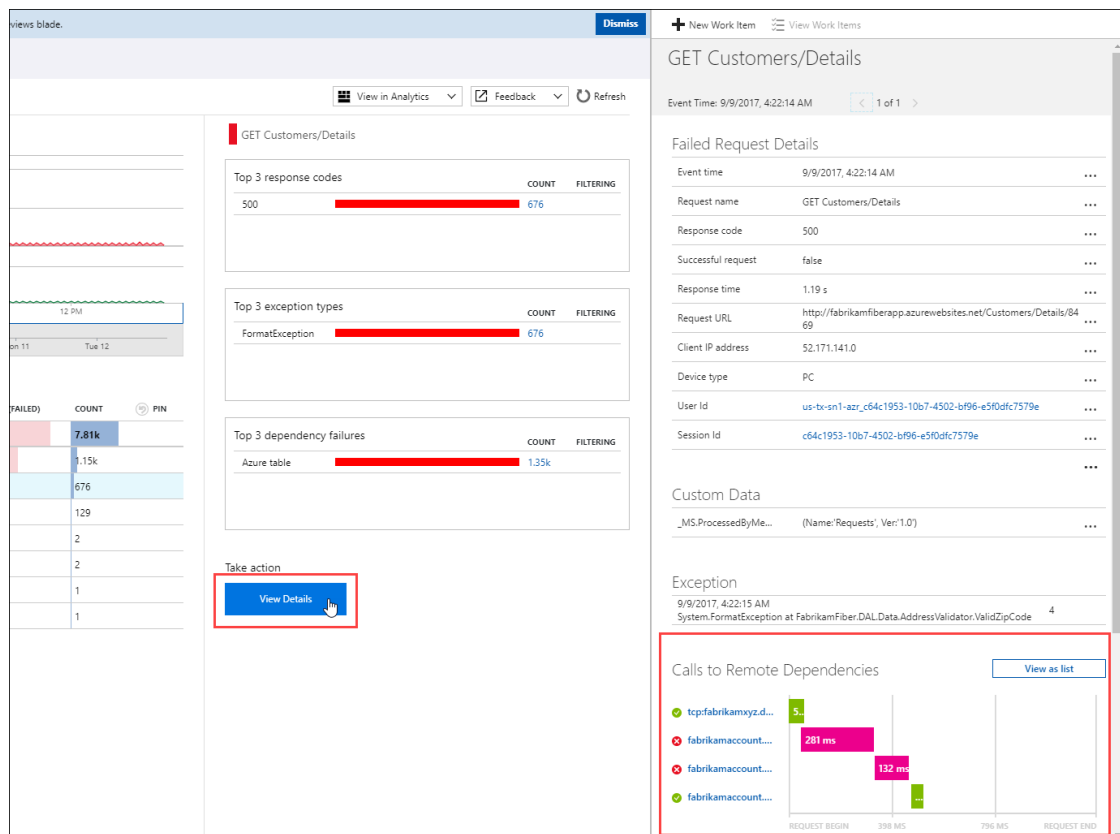 views blade.
Dismiss
View in Analytics
Feedback
Refresh
12 PM
on 11
Tue 12
FAILED)
COUNT
PIN
7.81k
1.15k
676
129
2
2
1
1
GET Customers/Details
Top 3 response codes
COUNT
FILTERING
500
676
Top 3 exception types
COUNT
FILTERING
FormatException
676
Top 3 dependency failures
COUNT
FILTERING
Azure table
1.35k
Take action
View Details
New Work Item
View Work Items
GET Customers/Details
Event Time: 9/9/2017, 4:22:14 AM
1 of 1
Failed Request Details
Event time 9/9/2017, 4:22:14 AM ...
Request name GET Customers/Details ...
Response code 500 ...
Successful request false ...
Response time 1.19 s ...
Request URL http://fabrikamfiberapp.azurewebsites.net/Customers/Details/84
69 ...
Client IP address 52.171.141.0 ...
Device type PC ...
User Id us-tx-sn1-azr_c64c1953-10b7-4502-bf96-e5f0dfc7579e ...
Session Id c64c1953-10b7-4502-bf96-e5f0dfc7579e ...
...
Custom Data
_MS.ProcessedByMe... (Name:'Requests', Ver:'1.0') ...
Exception
9/9/2017, 4:22:15 AM
System.FormatException at FabrikamFiber.DAL.Data.AddressValidator.ValidZipCode 4
Calls to Remote Dependencies
View as list
tcp:fabrikamxyz.d... 5...
fabrikamaccount.... 281 ms
fabrikamaccount.... 132 ms
fabrikamaccount.... ...
REQUEST BEGIN 398 MS 796 MS REQUEST END